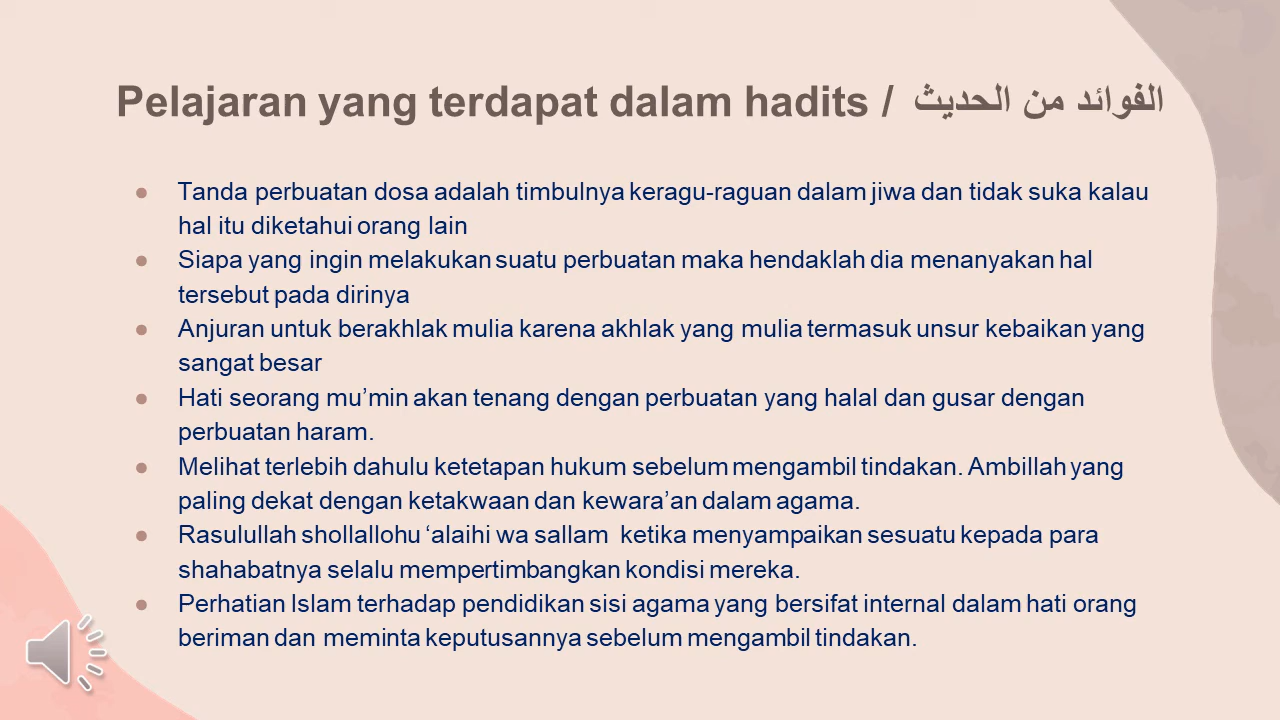 Pelajaran yang terdapat dalam hadits / الفوائد من الحديث
● Tanda perbuatan dosa adalah timbulnya keragu-raguan dalam jiwa dan tidak suka kalau
hal itu diketahui orang lain
● Siapa yang ingin melakukan suatu perbuatan maka hendaklah dia menanyakan hal
tersebut pada dirinya
● Anjuran untuk berakhlak mulia karena akhlak yang mulia termasuk unsur kebaikan yang
sangat besar
● Hati seorang mu’min akan tenang dengan perbuatan yang halal dan gusar dengan
perbuatan haram.
● Melihat terlebih dahulu ketetapan hukum sebelum mengambil tindakan. Ambillah yang
paling dekat dengan ketakwaan dan kewara’an dalam agama.
● Rasulullah shollallohu ‘alaihi wa sallam  ketika menyampaikan sesuatu kepada para
shahabatnya selalu mempertimbangkan kondisi mereka.
● Perhatian Islam terhadap pendidikan sisi agama yang bersifat internal dalam hati orang
beriman dan meminta keputusannya sebelum mengambil tindakan.